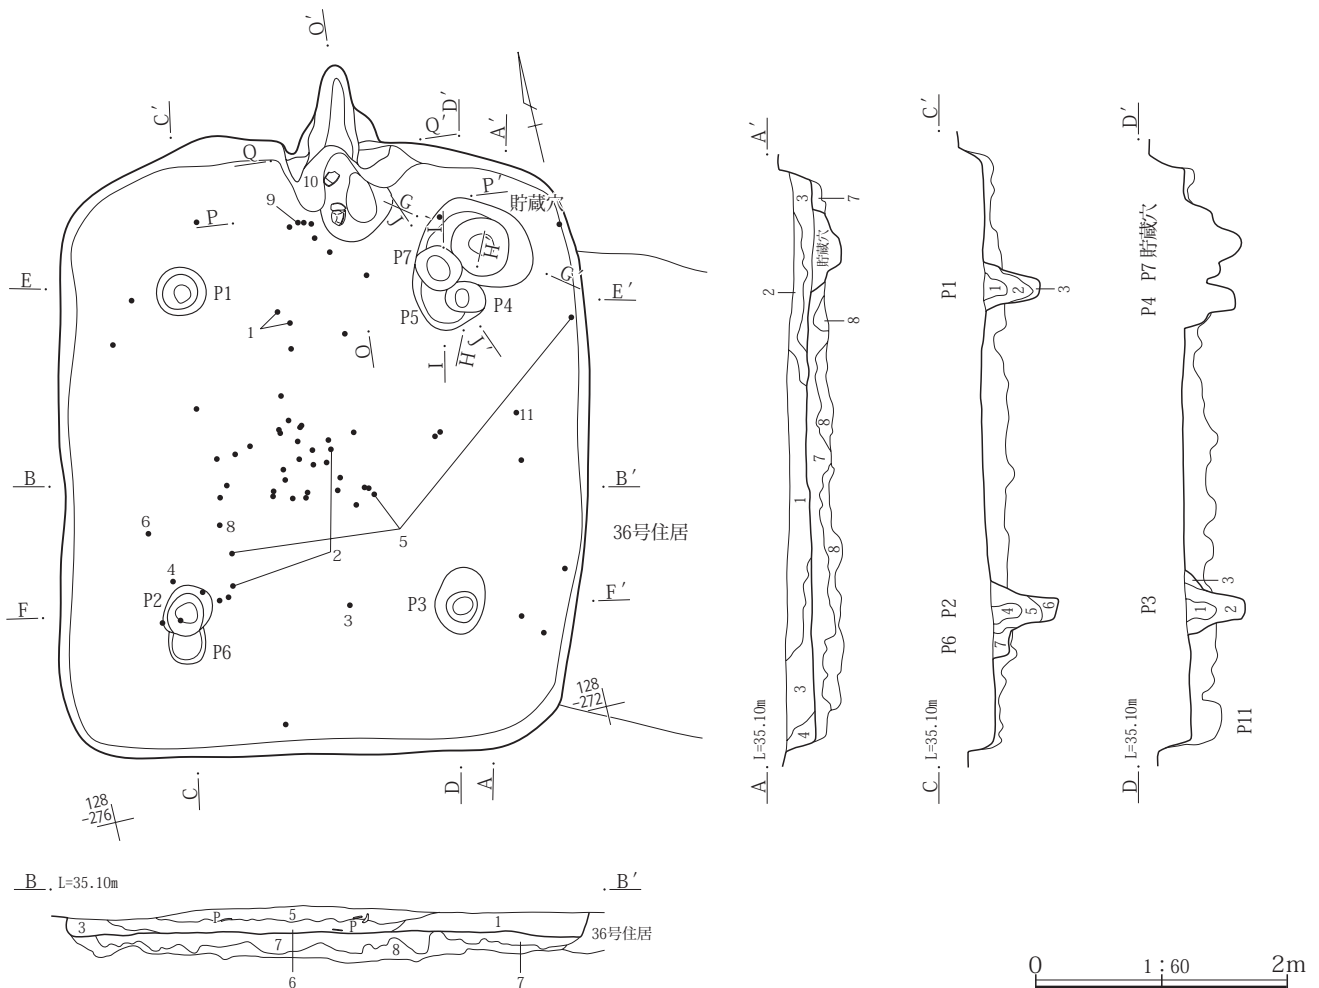 O′
C′
Q′
D′
A′
Q
10
P′
9
P
G
J
I
貯蔵穴
H′
P7
G′
E
P1
E′
P4
P5
1
O
J′
H
I
11
B
B′
6
8
5
36号住居
2
4
P2
F
P3
F′
3
P6
128
-272
C
D
A
128
-276
A′
3
7
貯蔵穴
2
8
8
7
1
8
3
4
A
L=35.10m
C′
P1
1
2
3
P2
4
5
6
P6
7
C
L=35.10m
D′
P4 P7 貯蔵穴
3
P3
1
2
P11
D
L=35.10m
B
L=35.10m
B′
3
P
5
P
1
36号住居
7
8
6
7
0
1:60
2m